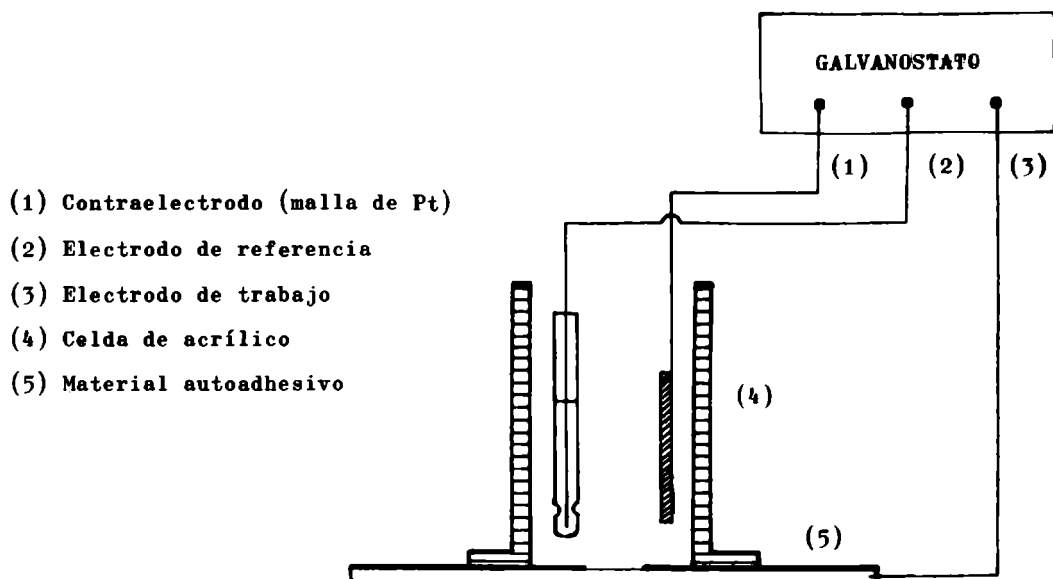 GALVANOSTATO
(1)
(2)
(3)
(1) Contraelectrodo (malla de Pt)
(2) Electrodo de referencia
(3) Electrodo de trabajo
(4) Celda de acrílico
(5) Material autoadhesivo
(4)
(5)